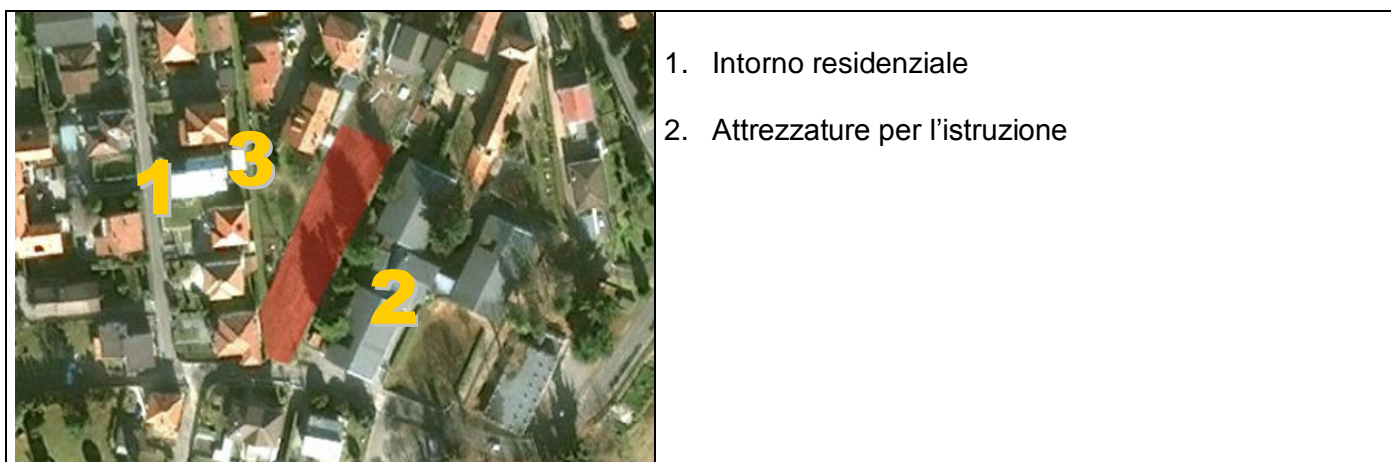 1
3
2
1. Intorno residenziale
2. Attrezzature per l’istruzione